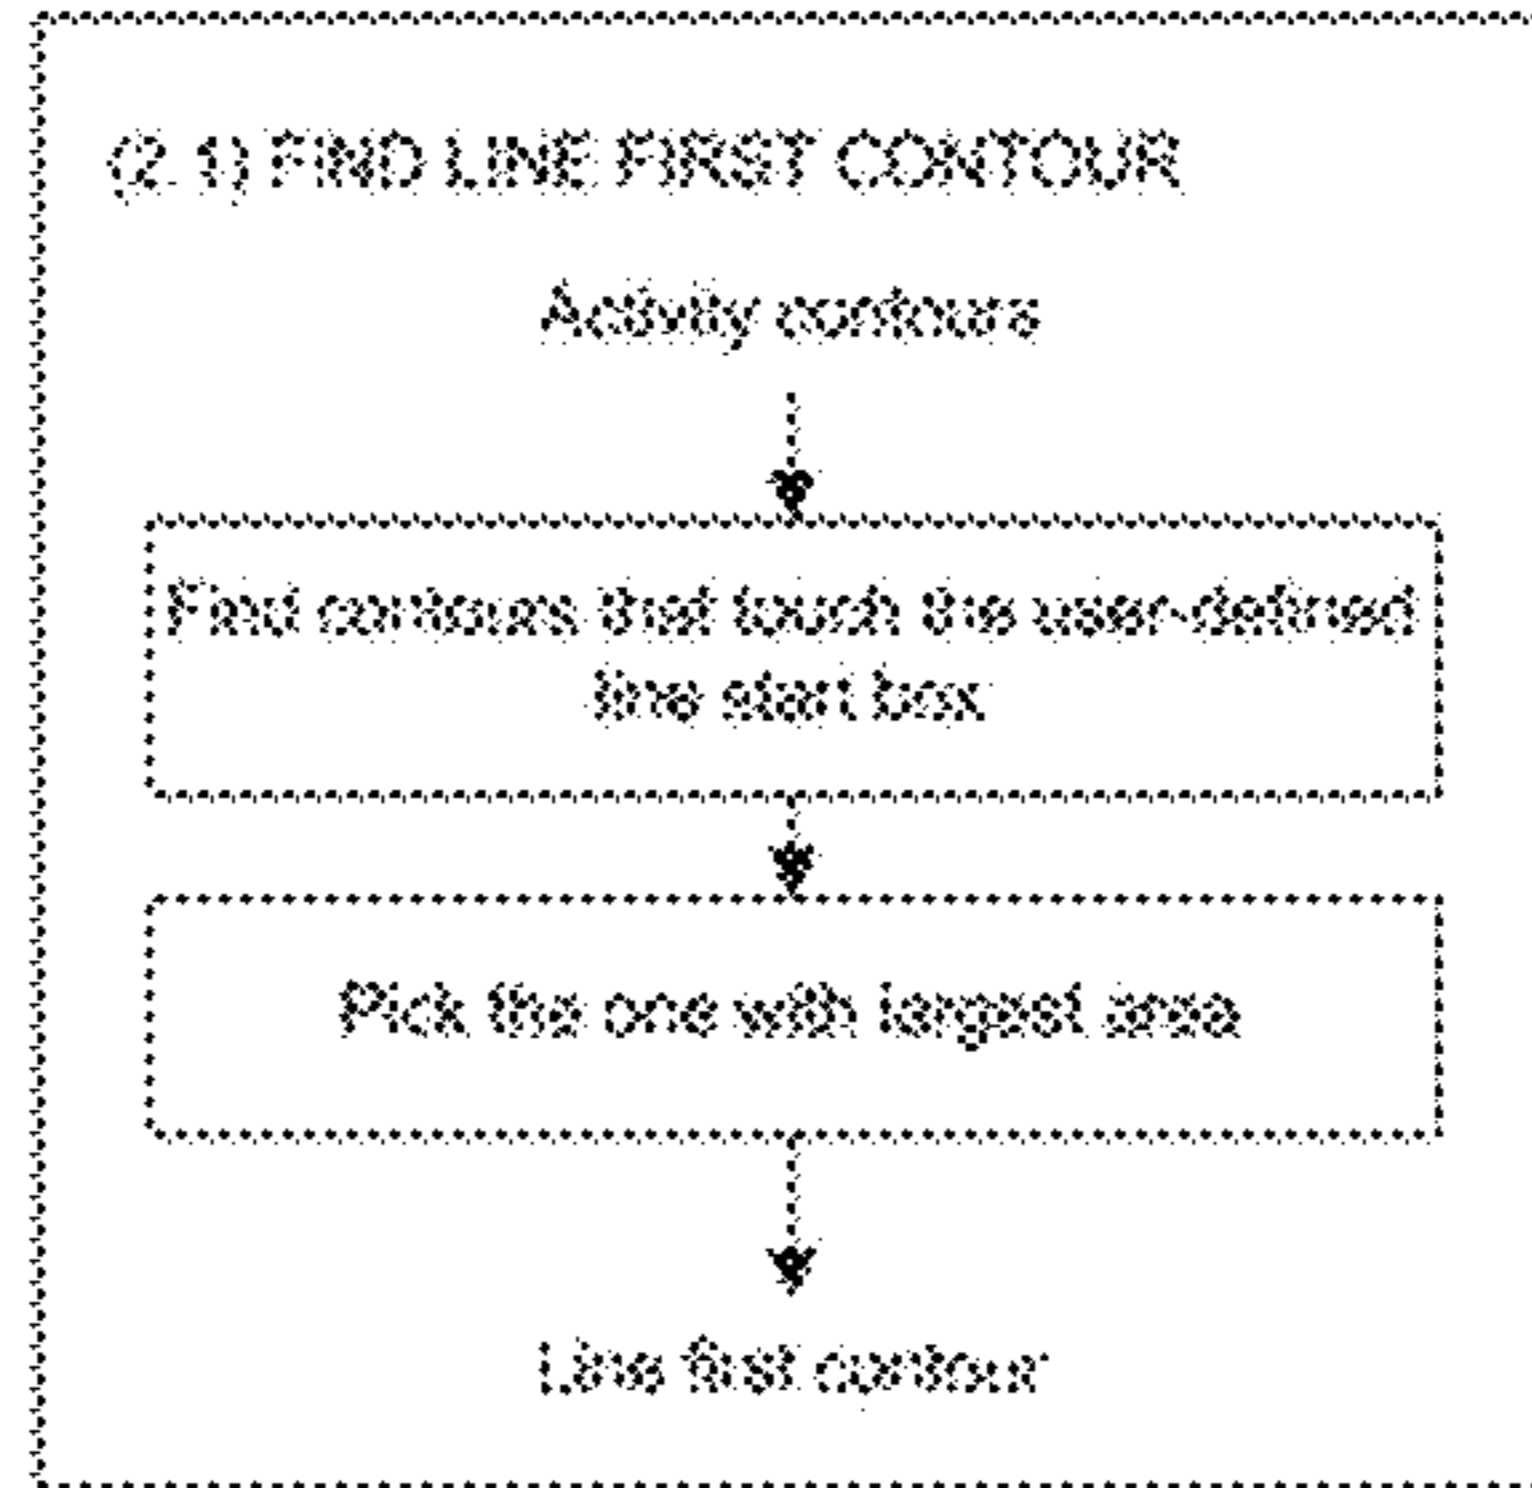 (2.1) FIND LINE FIRST CONTOUR
Activity contours
Find contours that touch the user-defined
line start box
Pick the one with largest area
Line first contour